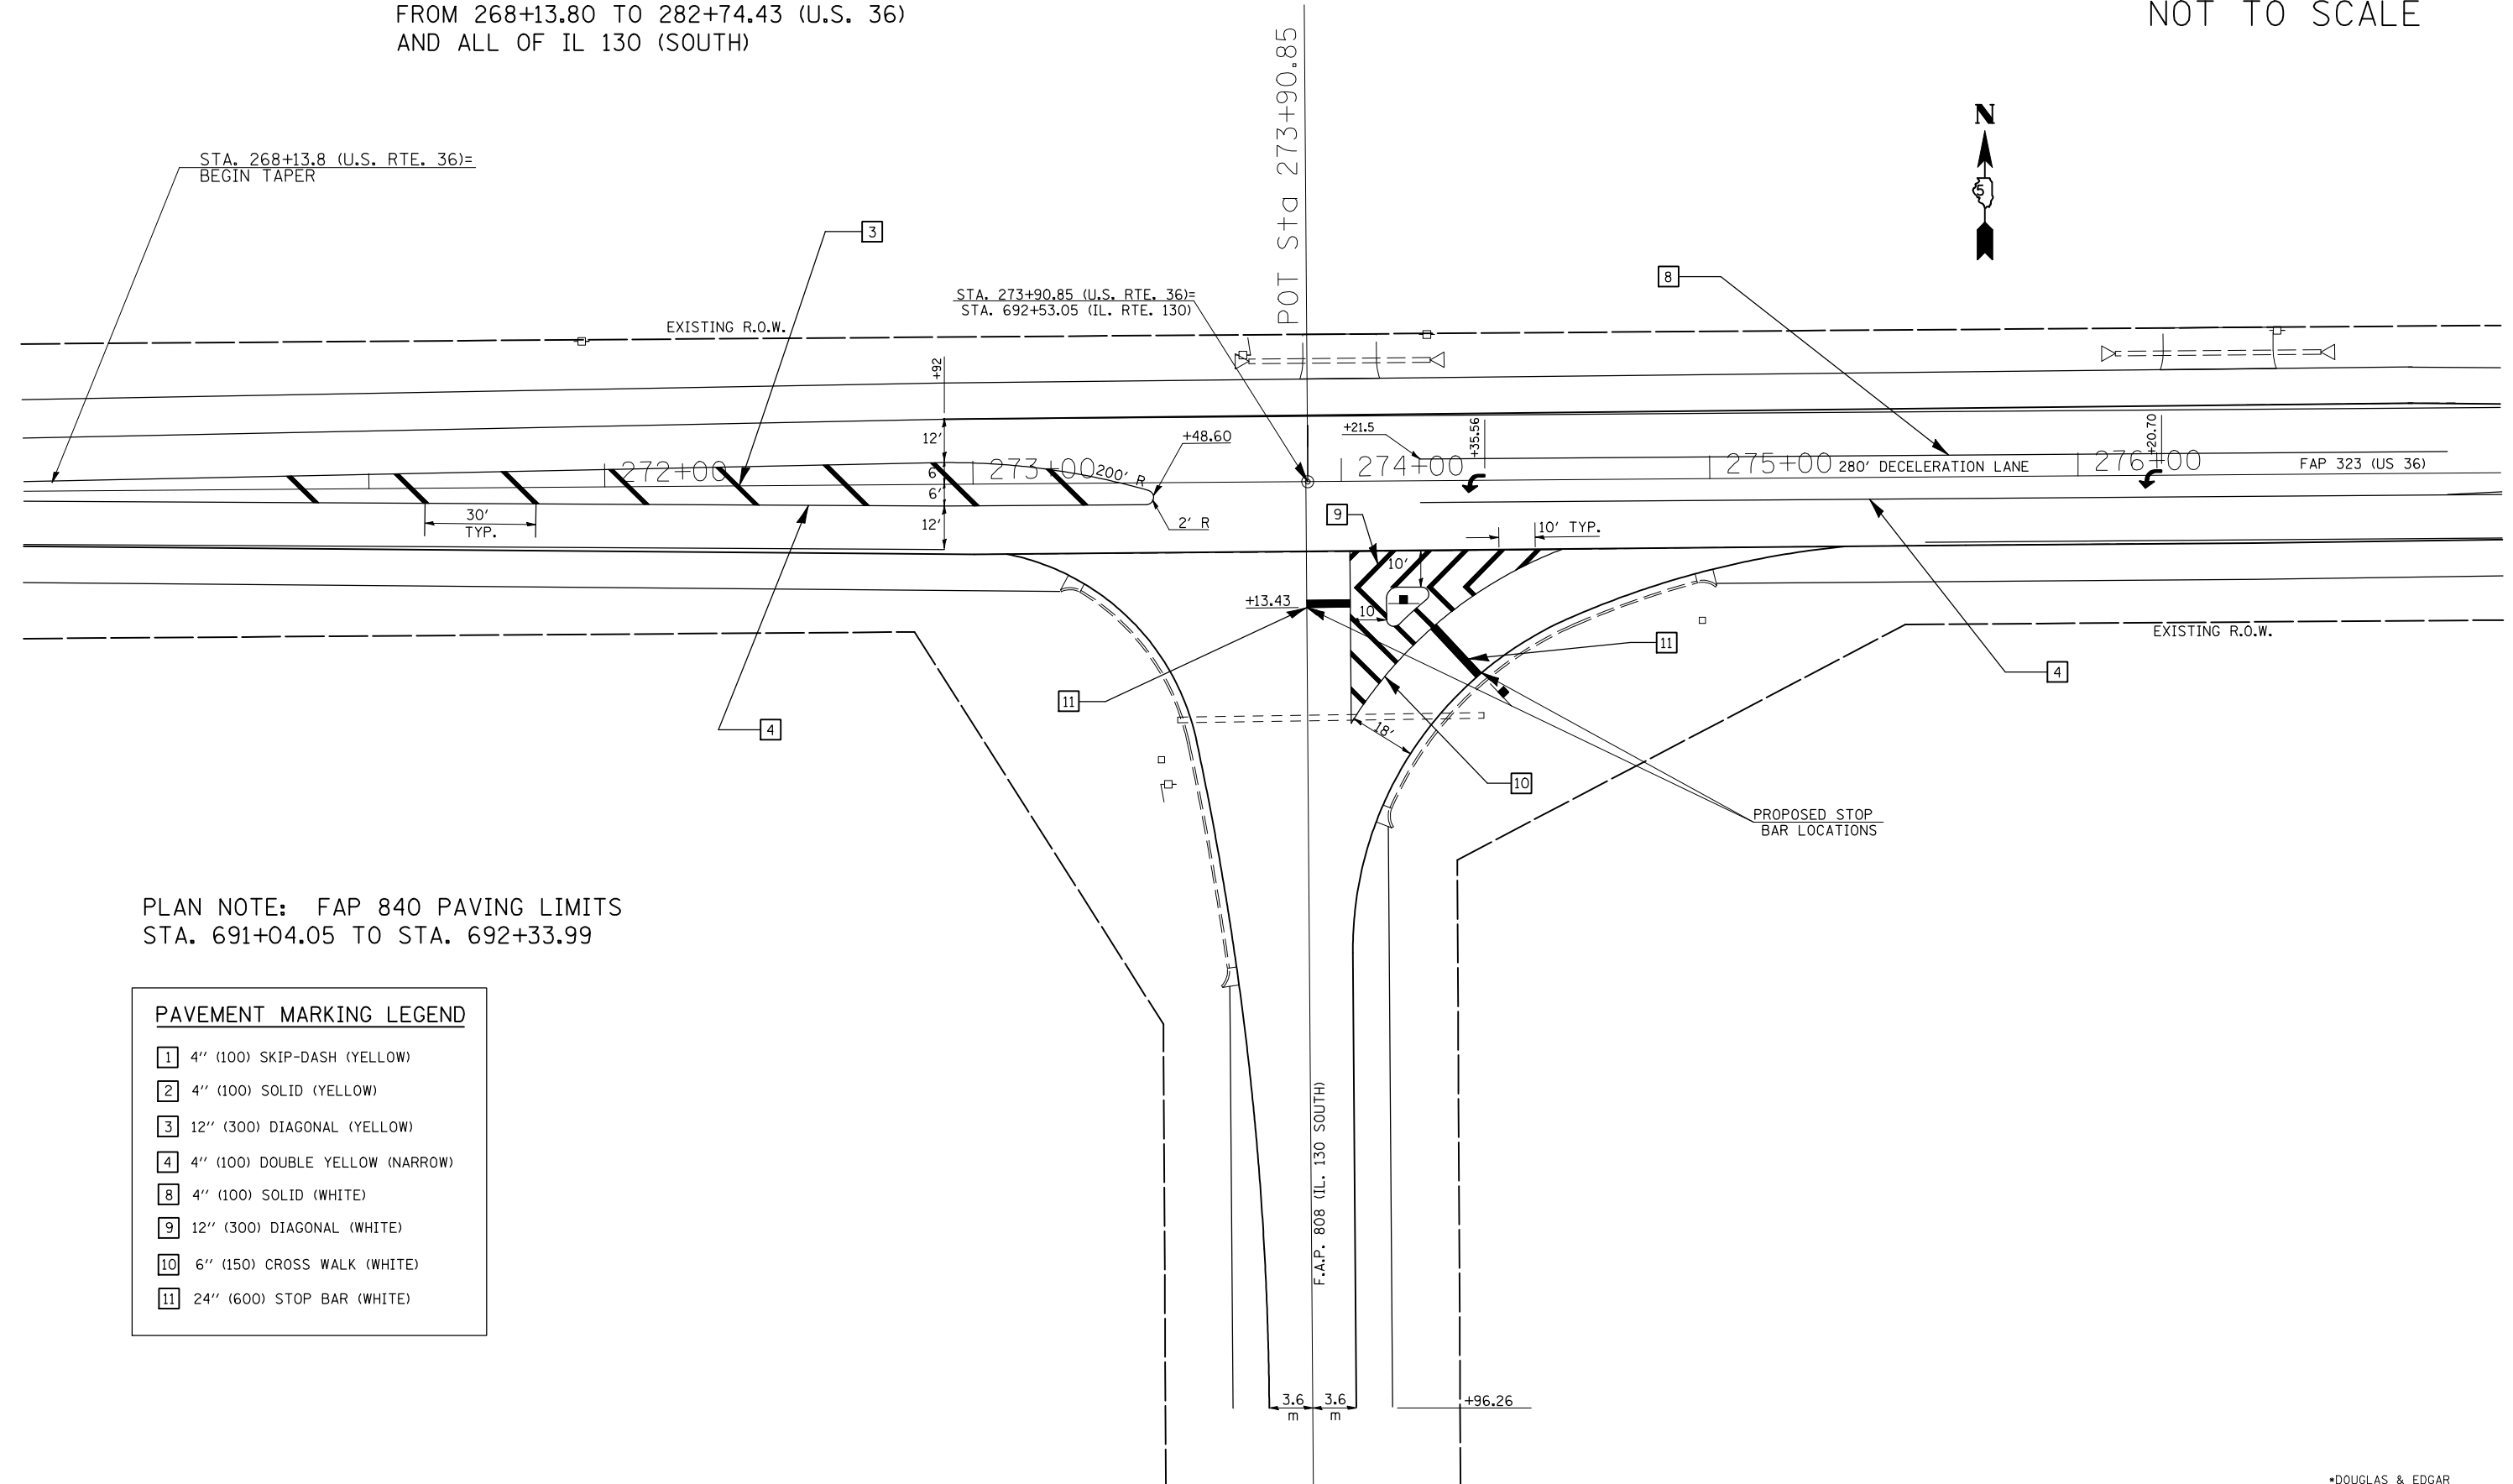 FROM 268+13.80 TO 282+74.43 (U.S. 36)
AND ALL OF IL 130 (SOUTH)
NOT TO SCALE
POT Sta 273+90.85
N
5
STA. 268+13.8 (U.S. RTE. 36)=
BEGIN TAPER
3
8
STA. 273+90.85 (U.S. RTE. 36)=
STA. 692+53.05 (IL. RTE. 130)
EXISTING R.O.W.
+92
12'
6'
6'
12'
272+00
273+00
200' R
+48.60
2' R
30'
TYP.
+21.5
+35.56
274+00
275+00
280' DECELERATION LANE
+20.70
276+00
FAP 323 (US 36)
9
10' TYP.
10'
10'
+13.43
11
11
EXISTING R.O.W.
4
4
18'
10
PROPOSED STOP
BAR LOCATIONS
PLAN NOTE: FAP 840 PAVING LIMITS
STA. 691+04.05 TO STA. 692+33.99
PAVEMENT MARKING LEGEND
1 4'' (100) SKIP-DASH (YELLOW)
2 4'' (100) SOLID (YELLOW)
3 12'' (300) DIAGONAL (YELLOW)
4 4'' (100) DOUBLE YELLOW (NARROW)
8 4'' (100) SOLID (WHITE)
9 12'' (300) DIAGONAL (WHITE)
10 6'' (150) CROSS WALK (WHITE)
11 24'' (600) STOP BAR (WHITE)
F.A.P. 808 (IL. 130 SOUTH)
3.6
m
3.6
m
+96.26
*DOUGLAS & EDGAR